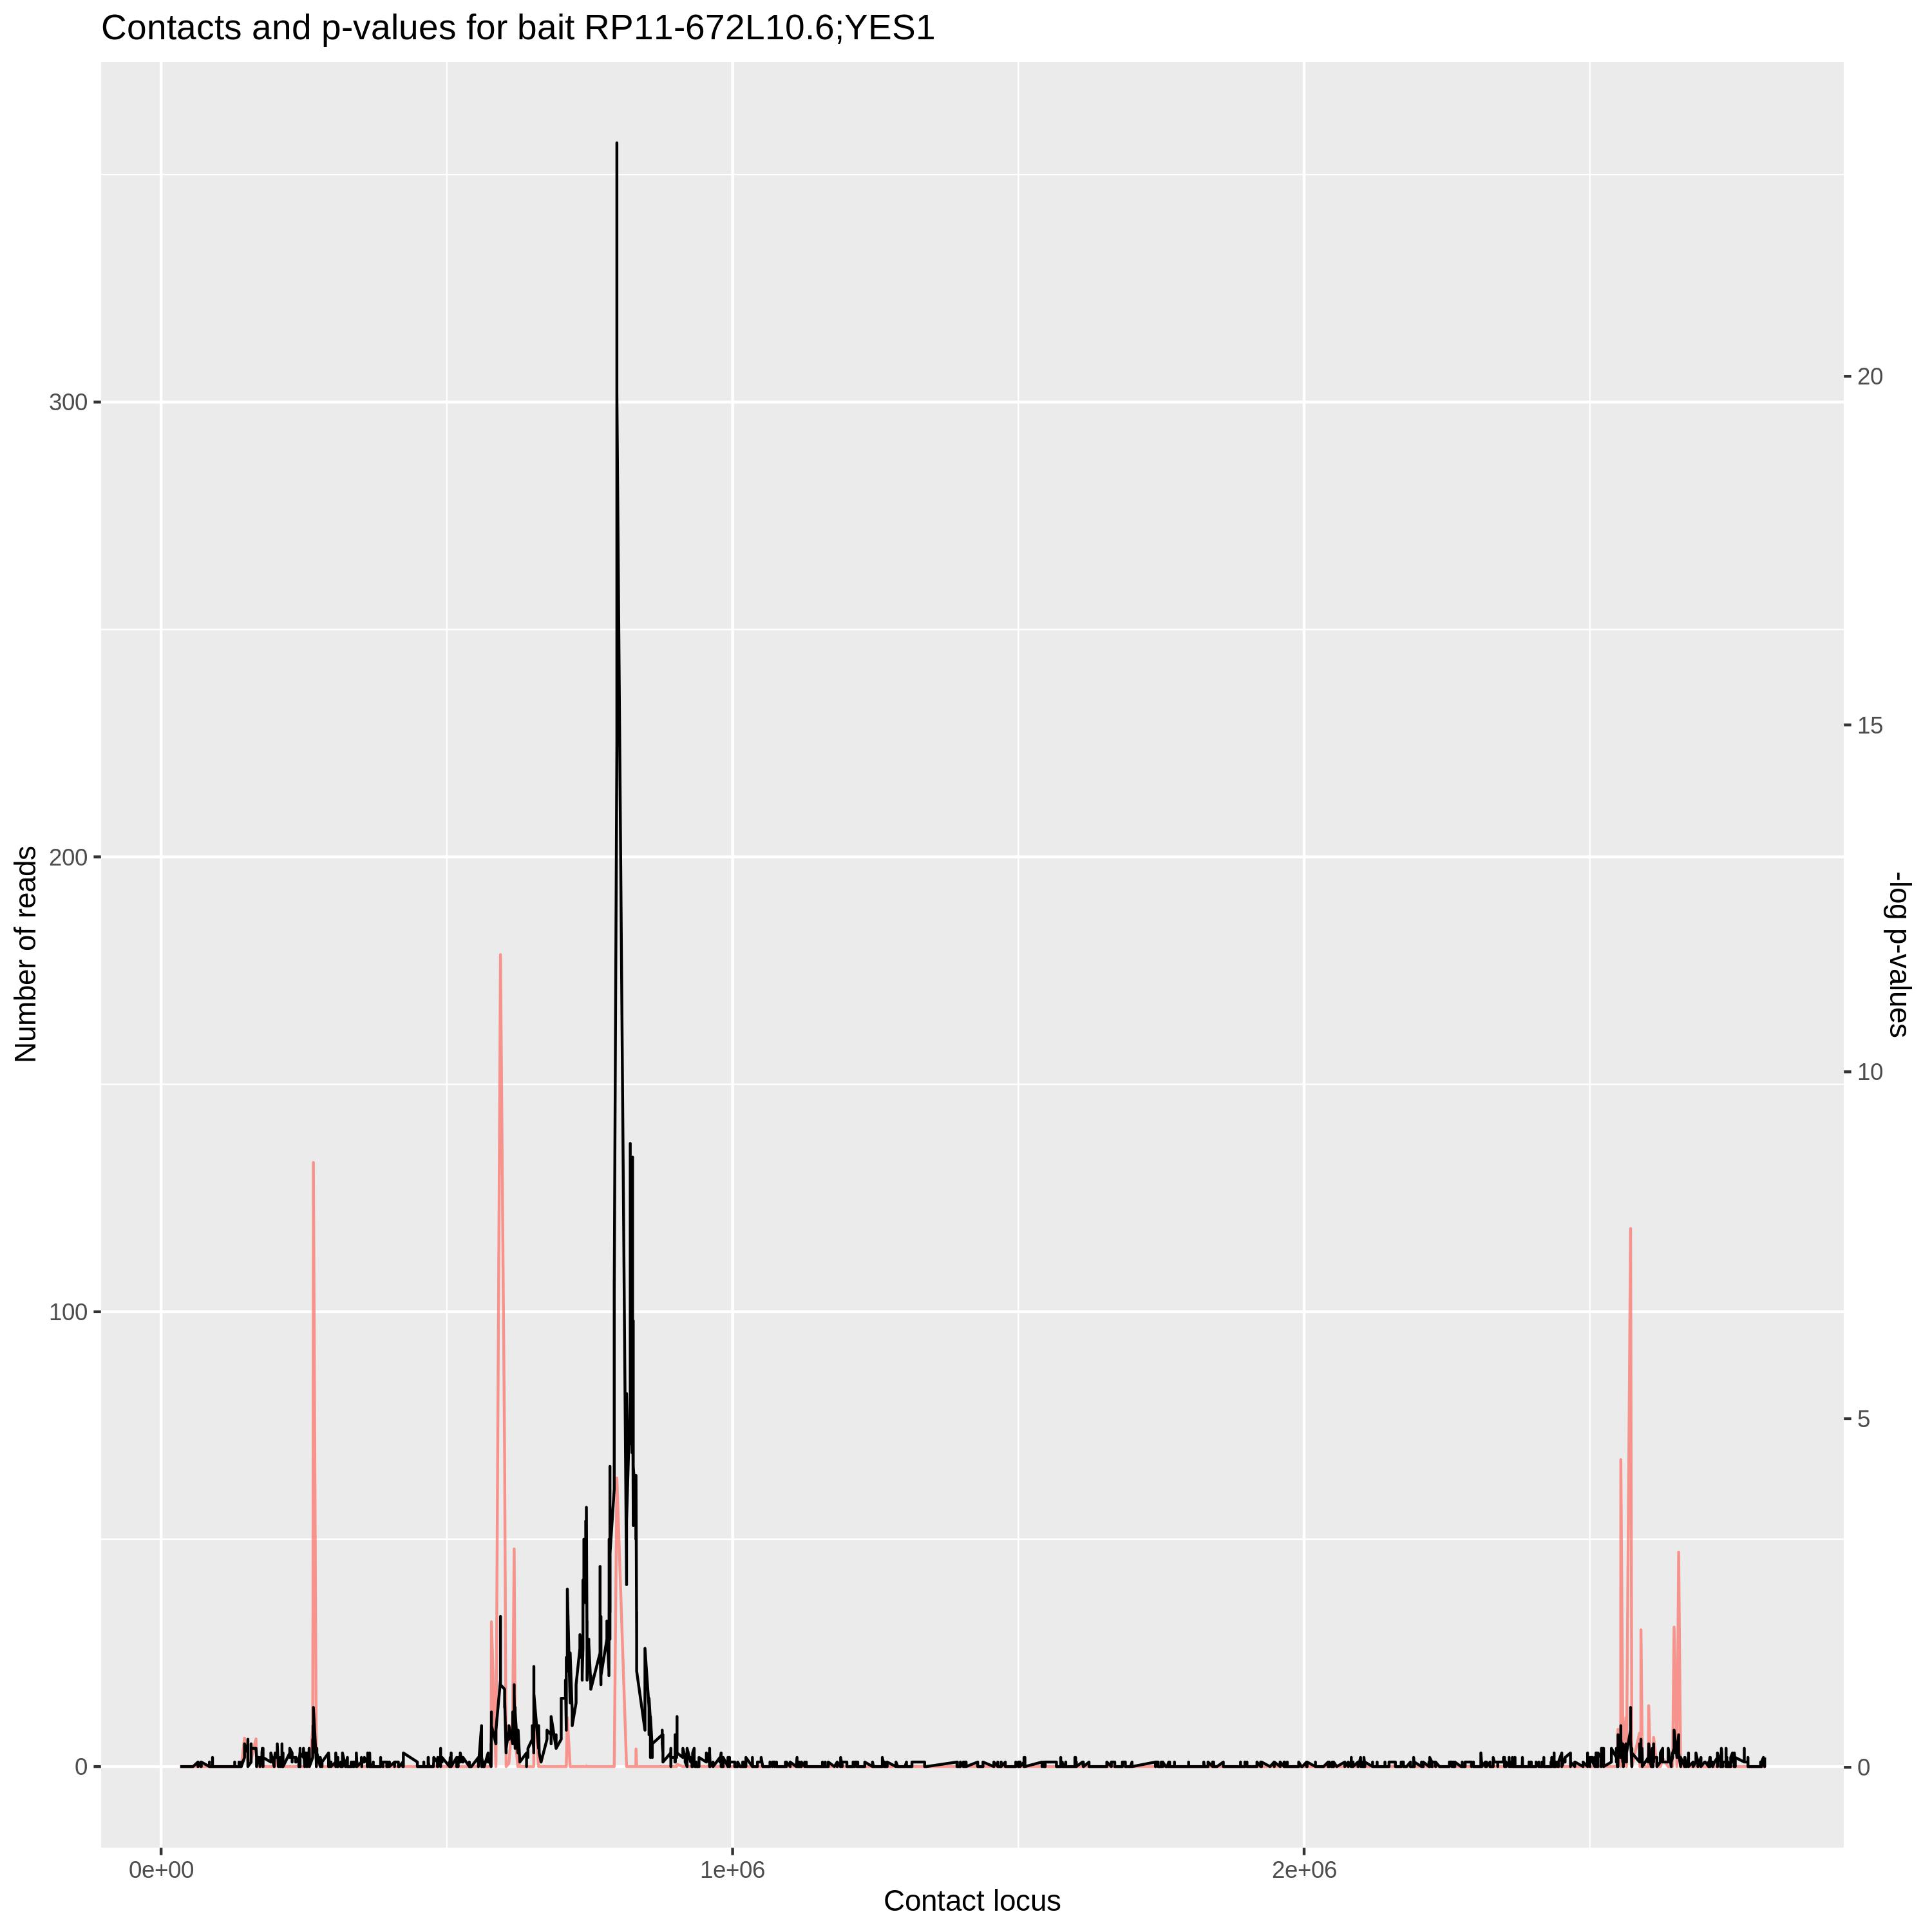 Contacts and p-values for bait RP11-672L10.6;YES1
Number of reads
300
200
100
0
20
15
10
5
0
-log p-values
0e+00
1e+06
2e+06
Contact locus